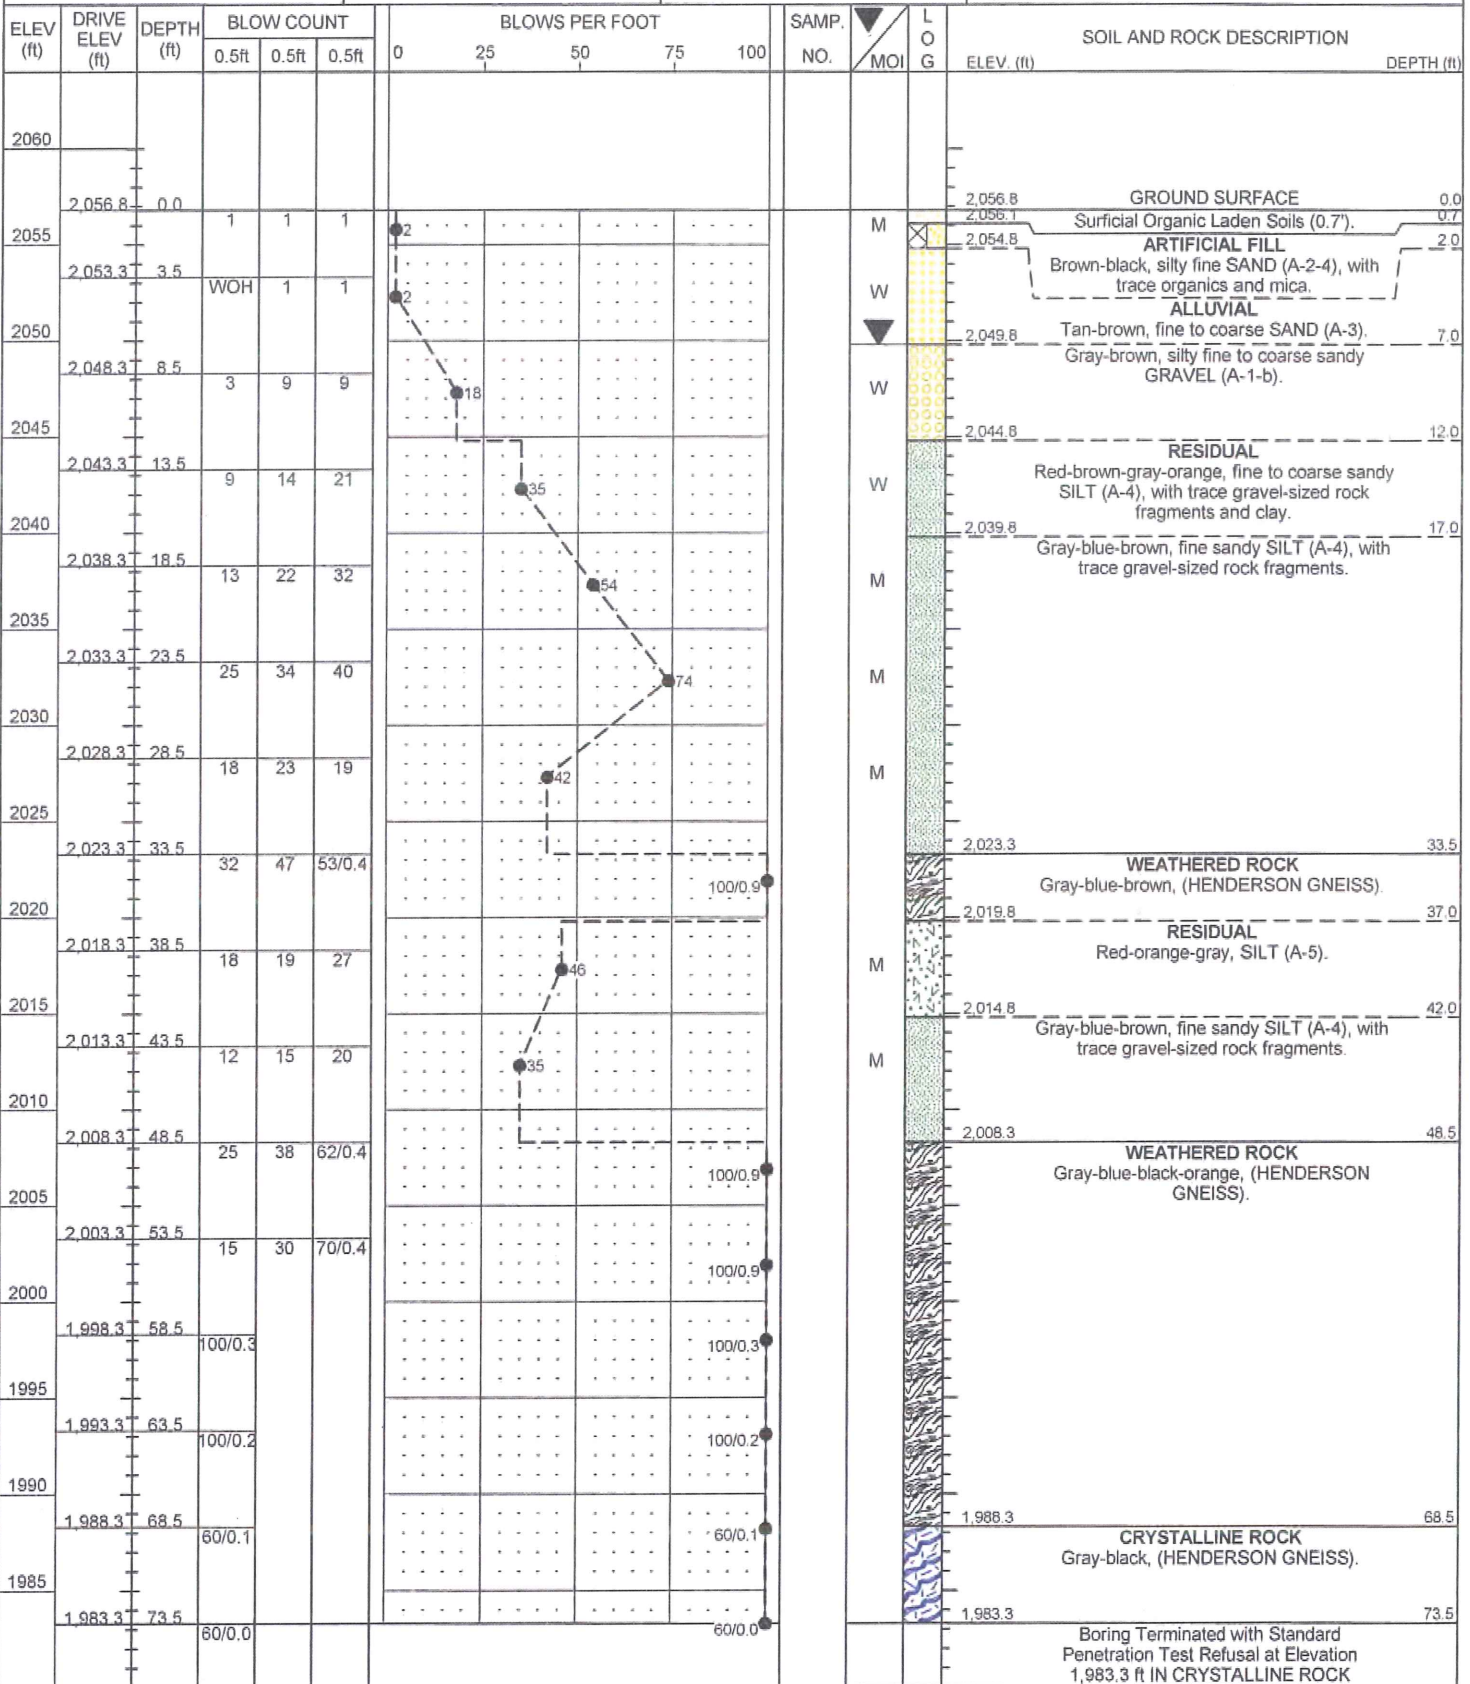 ELEV (ft) DRIVE ELEV (ft) DEPTH (ft) BLOW COUNT BLOWS PER FOOT SAMP. NO. MOI LOG SOIL AND ROCK DESCRIPTION
0.5ft 0.5ft 0.5ft 0 25 50 75 100 ELEV. (ft) DEPTH (ft)
2060
2,056.8 0.0 2,056.8 GROUND SURFACE 0.0
1 1 1 2 M 2,056.1 Surficial Organic Laden Soils (0.7'). 0.7
2055 2,054.8 ARTIFICIAL FILL 2.0
Brown-black, silty fine SAND (A-2-4), with
trace organics and mica.
2,053.3 3.5
WOH 1 1 2 W
ALLUVIAL
Tan-brown, fine to coarse SAND (A-3).
2050 2,049.8 7.0
Gray-brown, silty fine to coarse sandy
GRAVEL (A-1-b).
2,048.3 8.5
3 9 9 18 W
2045 2,044.8 12.0
RESIDUAL
Red-brown-gray-orange, fine to coarse sandy
SILT (A-4), with trace gravel-sized rock
fragments and clay.
2,043.3 13.5
9 14 21 35 W
2040 2,039.8 17.0
Gray-blue-brown, fine sandy SILT (A-4), with
trace gravel-sized rock fragments.
2,038.3 18.5
13 22 32 54 M
2035
2,033.3 23.5
25 34 40 74 M
2030
2,028.3 28.5
18 23 19 42 M
2025
2,023.3 33.5 2,023.3 33.5
32 47 53/0.4 100/0.9
WEATHERED ROCK
Gray-blue-brown, (HENDERSON GNEISS).
2020 2,019.8 37.0
RESIDUAL
Red-orange-gray, SILT (A-5).
2,018.3 38.5
18 19 27 46 M
2015 2,014.8 42.0
Gray-blue-brown, fine sandy SILT (A-4), with
trace gravel-sized rock fragments.
2,013.3 43.5
12 15 20 35 M
2010
2,008.3 48.5 2,008.3 48.5
25 38 62/0.4 100/0.9
WEATHERED ROCK
Gray-blue-black-orange, (HENDERSON
GNEISS).
2005
2,003.3 53.5
15 30 70/0.4 100/0.9
2000
1,998.3 58.5
100/0.3 100/0.3
1995
1,993.3 63.5
100/0.2 100/0.2
1990
1,988.3 68.5 1,988.3 68.5
60/0.1 60/0.1
CRYSTALLINE ROCK
Gray-black, (HENDERSON GNEISS).
1985
1,983.3 73.5 1,983.3 73.5
60/0.0 60/0.0
Boring Terminated with Standard
Penetration Test Refusal at Elevation
1,983.3 ft IN CRYSTALLINE ROCK